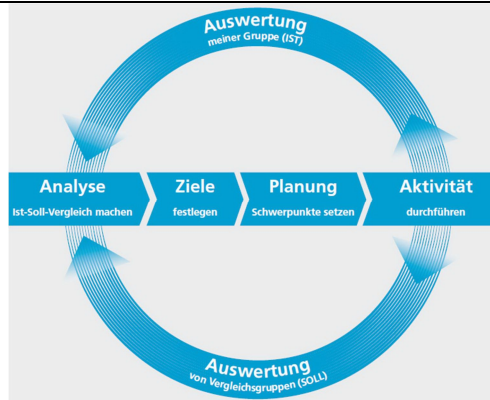 Auswertung
meiner Gruppe (IST)
Analyse
Ist-Soll-Vergleich machen
Ziele
festlegen
Planung
Schwerpunkte setzen
Aktivität
durchführen
Auswertung
von Vergleichsgruppen (SOLL)